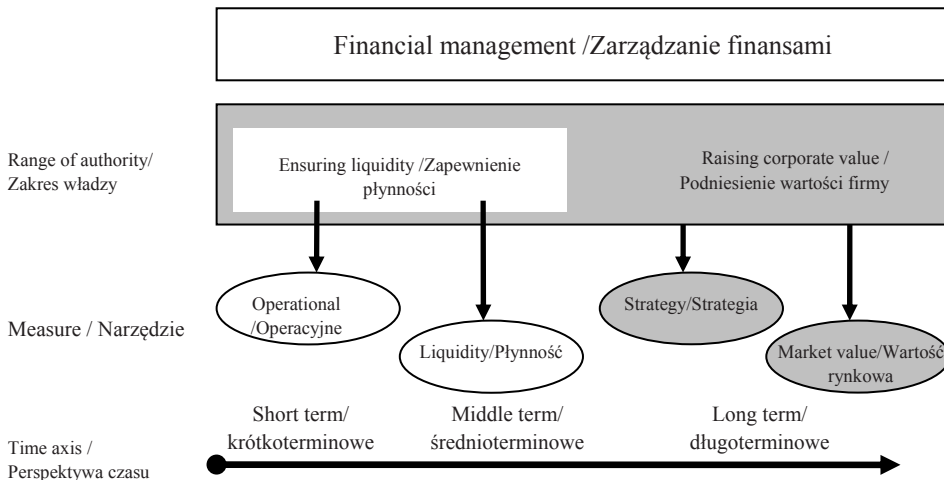 Financial management /Zarządzanie finansami
Range of authority/
Zakres władzy
Ensuring liquidity /Zapewnienie
płynności
Raising corporate value /
Podniesienie wartości firmy
Measure / Narzędzie
Operational
/Operacyjne
Liquidity/Płynność
Strategy/Strategia
Market value/Wartość
rynkowa
Short term/
krótkoterminowe
Middle term/
średnioterminowe
Long term/
długoterminowe
Time axis /
Perspektywa czasu